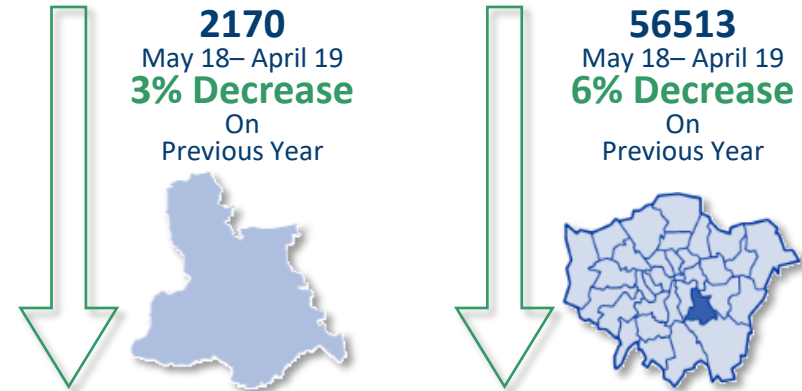 2170
May 18– April 19
3% Decrease
On
Previous Year
56513
May 18– April 19
6% Decrease
On
Previous Year